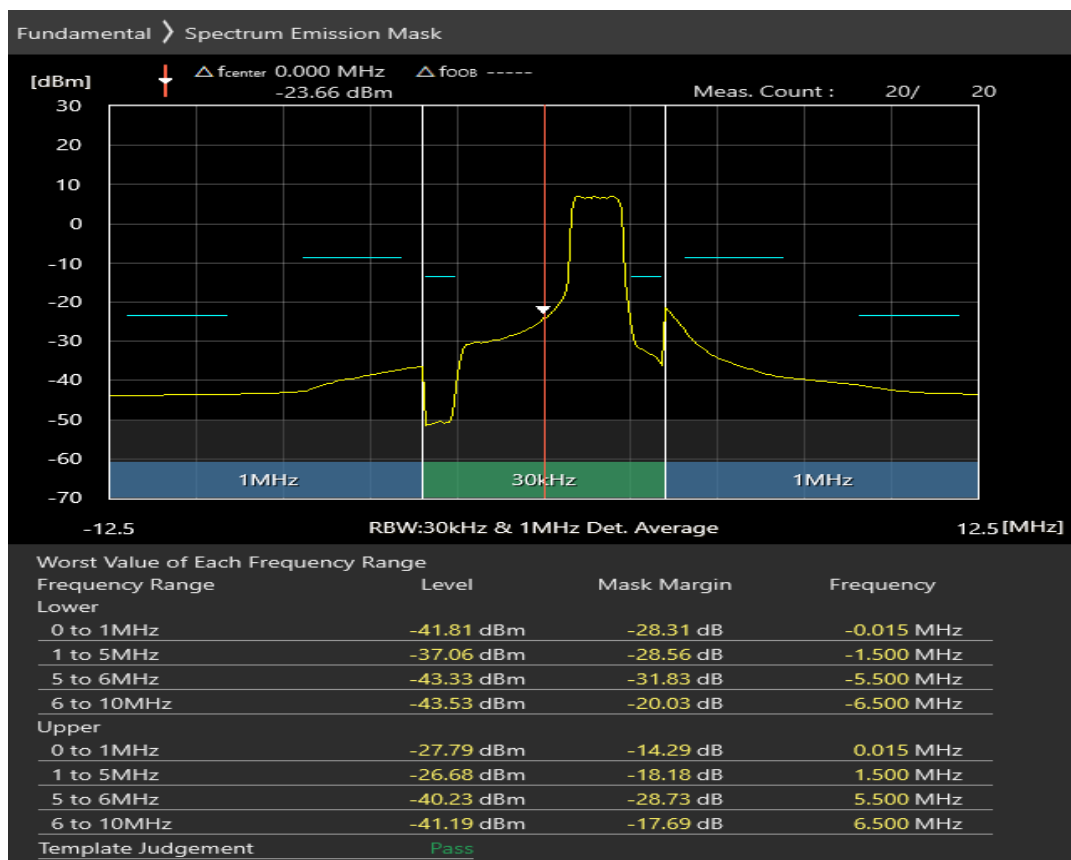 Fundamental ❯ Spectrum Emission Mask
[dBm] △ fcenter 0.000 MHz △ fOOB -----
-23.66 dBm Meas. Count : 20/ 20
30
20
10
0
-10
-20
-30
-40
-50
-60
-70
1MHz 30kHz 1MHz
-12.5 RBW:30kHz & 1MHz Det. Average 12.5 [MHz]
Worst Value of Each Frequency Range
Frequency Range Level Mask Margin Frequency
Lower
0 to 1MHz -41.81 dBm -28.31 dB -0.015 MHz
1 to 5MHz -37.06 dBm -28.56 dB -1.500 MHz
5 to 6MHz -43.33 dBm -31.83 dB -5.500 MHz
6 to 10MHz -43.53 dBm -20.03 dB -6.500 MHz
Upper
0 to 1MHz -27.79 dBm -14.29 dB 0.015 MHz
1 to 5MHz -26.68 dBm -18.18 dB 1.500 MHz
5 to 6MHz -40.23 dBm -28.73 dB 5.500 MHz
6 to 10MHz -41.19 dBm -17.69 dB 6.500 MHz
Template Judgement Pass